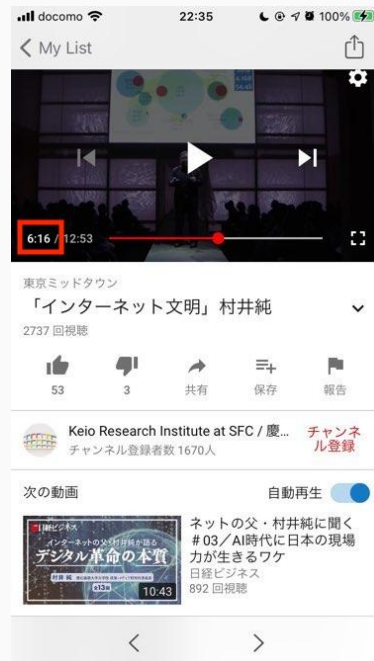 docomo 22:35 100%
My List
6:16 / 12:53
東京ミッドタウン
「インターネット文明」村井純
2737 回視聴
53 3 共有 保存 報告
Keio Research Institute at SFC / 慶...
チャンネル登録者数 1670人
チャンネ
ル登録
次の動画 自動再生
日経ビジネス
インターネットの父・村井純が語る
デジタル革命の本質
村井 純
全13回
10:43
ネットの父・村井純に聞く
#03/AI時代に日本の現場
力が生きるワケ
日経ビジネス
892 回視聴